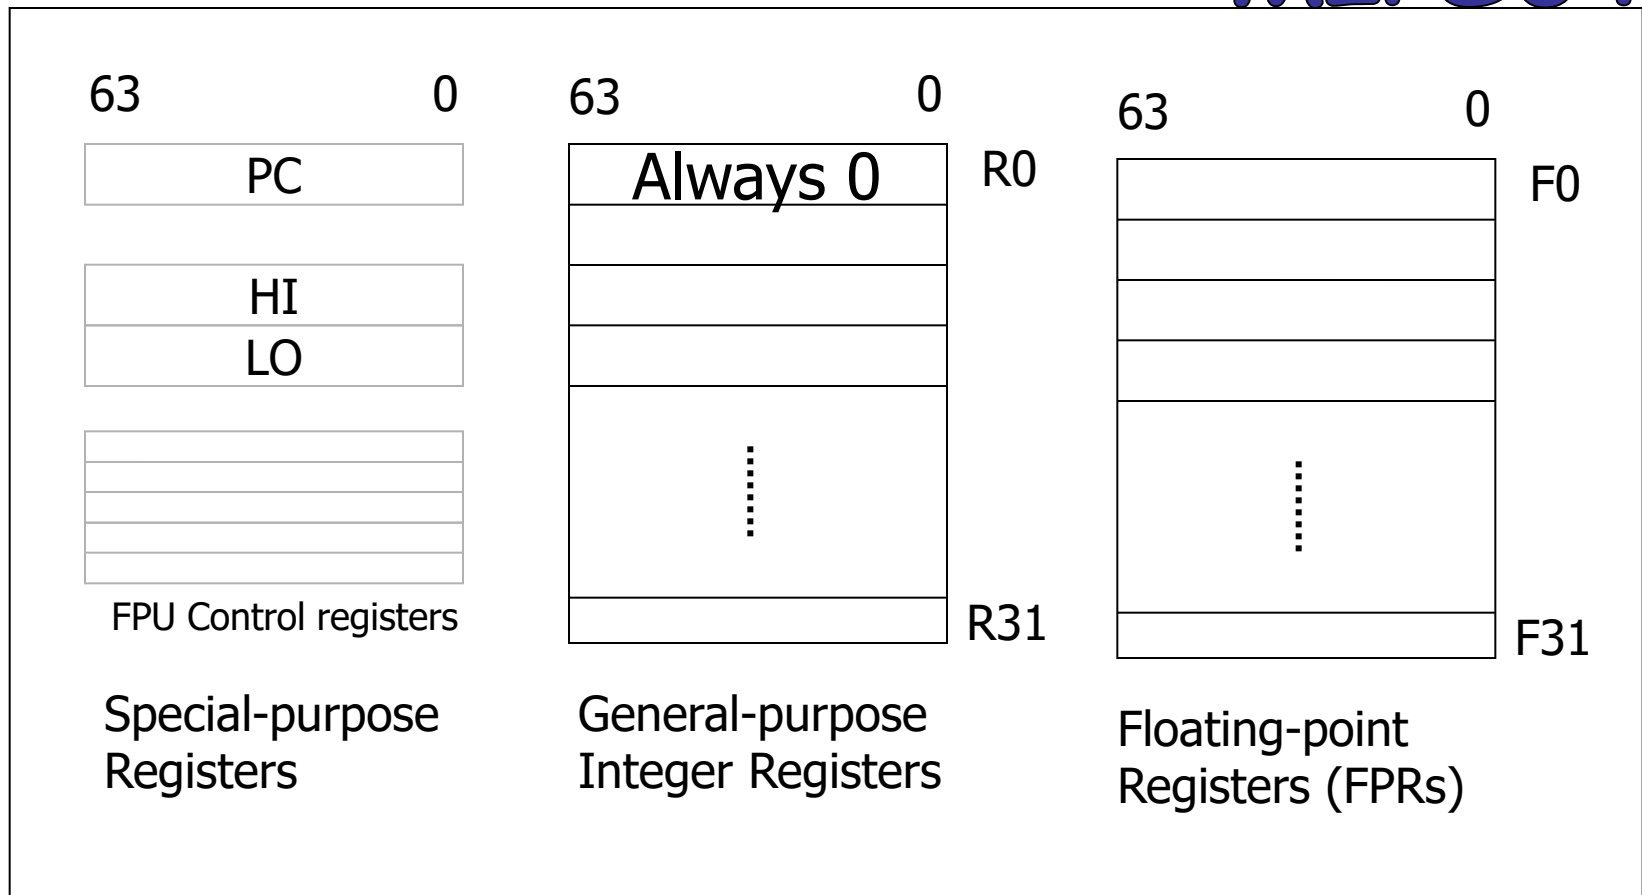 63 0
PC
HI
LO
FPU Control registers
Special-purpose
Registers
63 0
Always 0
R0
R31
General-purpose
Integer Registers
63 0
F0
F31
Floating-point
Registers (FPRs)